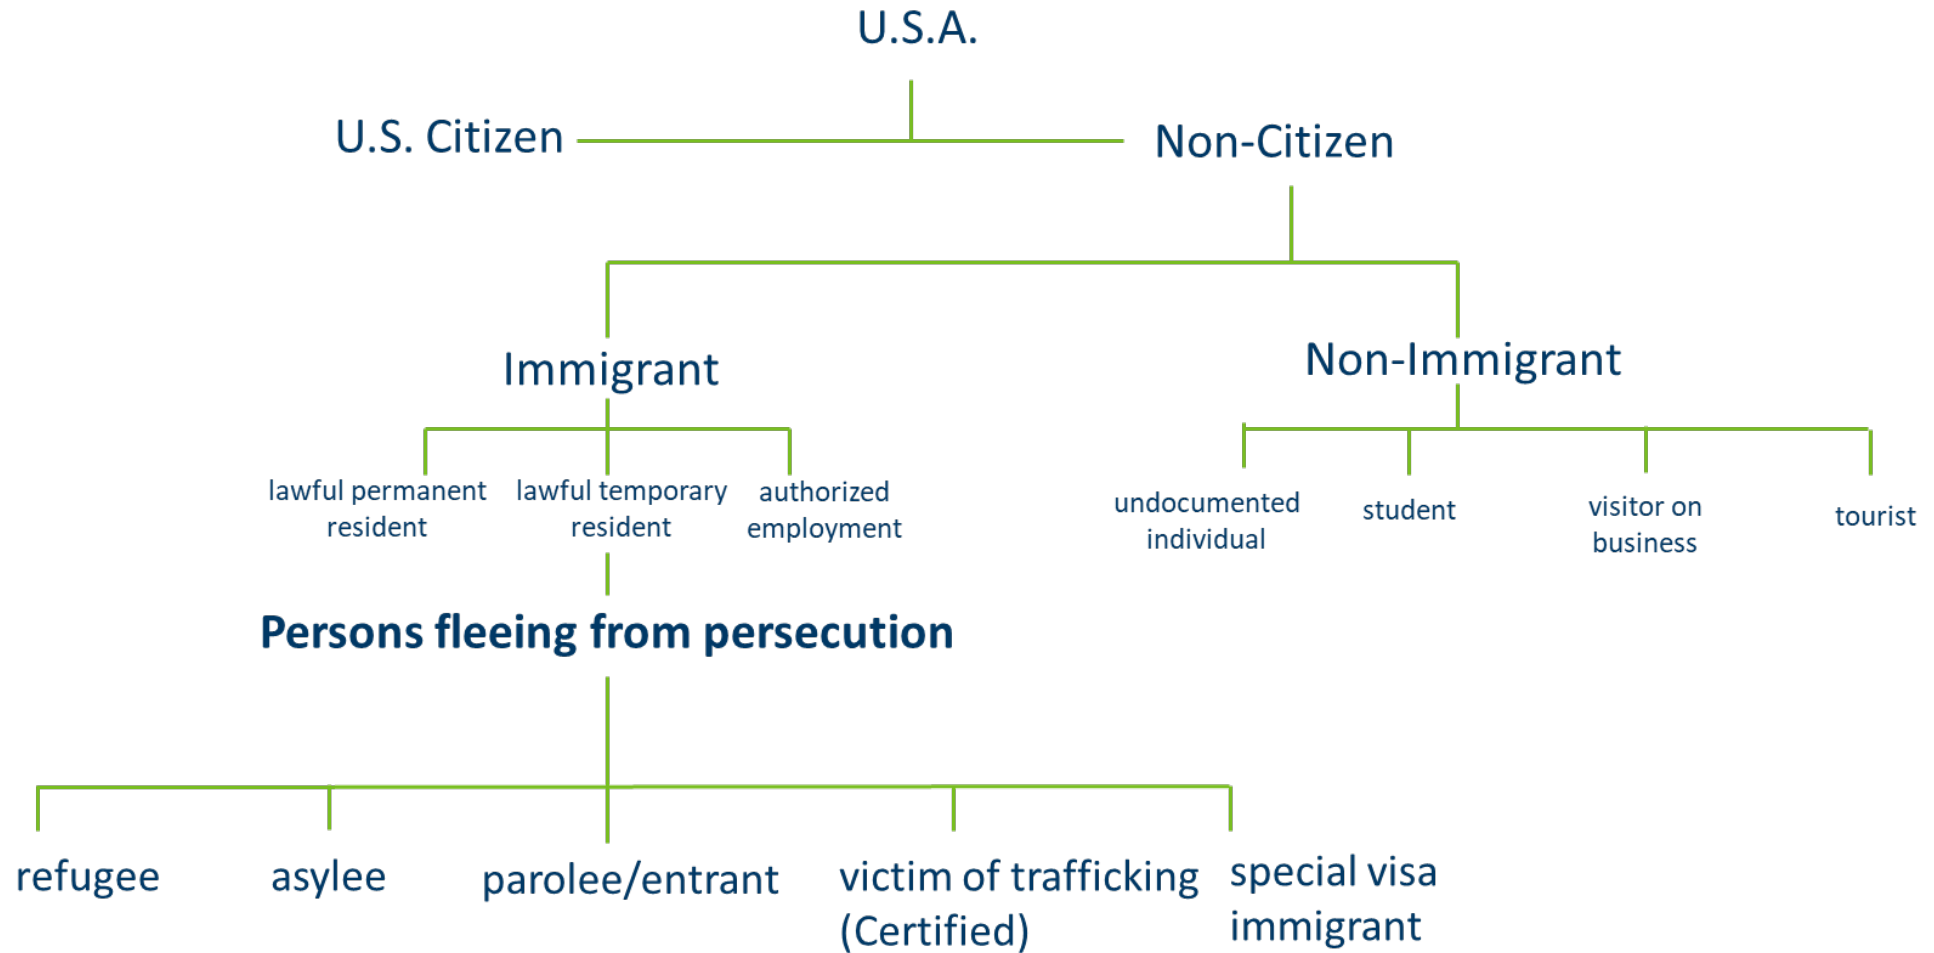 U.S.A.
U.S. Citizen
Non-Citizen
Immigrant
Non-Immigrant
lawful permanent
resident
lawful temporary
resident
authorized
employment
undocumented
individual
student
visitor on
business
tourist
Persons fleeing from persecution
refugee
asylee
parolee/entrant
victim of trafficking
(Certified)
special visa
immigrant